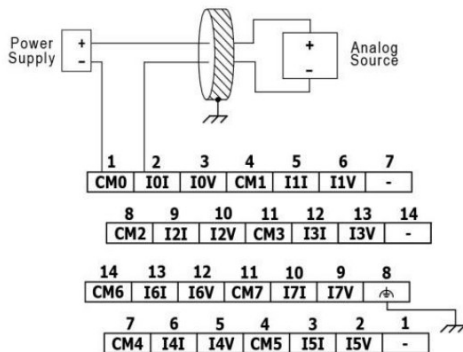 Power Supply
+
−
+
−
Analog Source
1 2 3 4 5 6 7
CM0 I0I I0V CM1 I1I I1V -
8 9 10 11 12 13 14
CM2 I2I I2V CM3 I3I I3V -
14 13 12 11 10 9 8
CM6 I6I I6V CM7 I7I I7V
7 6 5 4 3 2 1
CM4 I4I I4V CM5 I5I I5V -